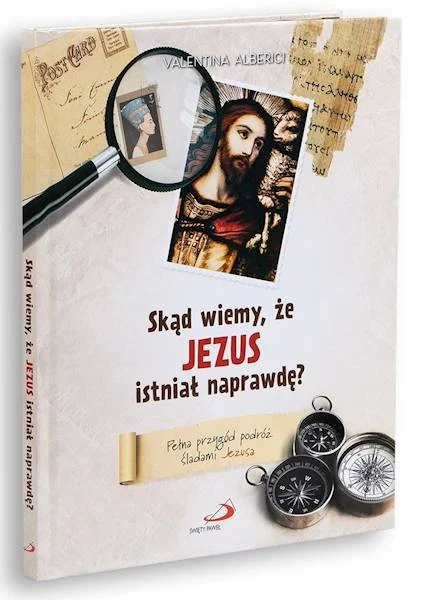 VALENTINA ALBERICI
POST CARD
Skąd wiemy, że
JEZUS
istniał naprawdę?
Pełna przygód podróż
śladami Jezusa
ŚWIĘTY PAWEŁ
Skąd wiemy, że JEZUS istniał naprawdę?